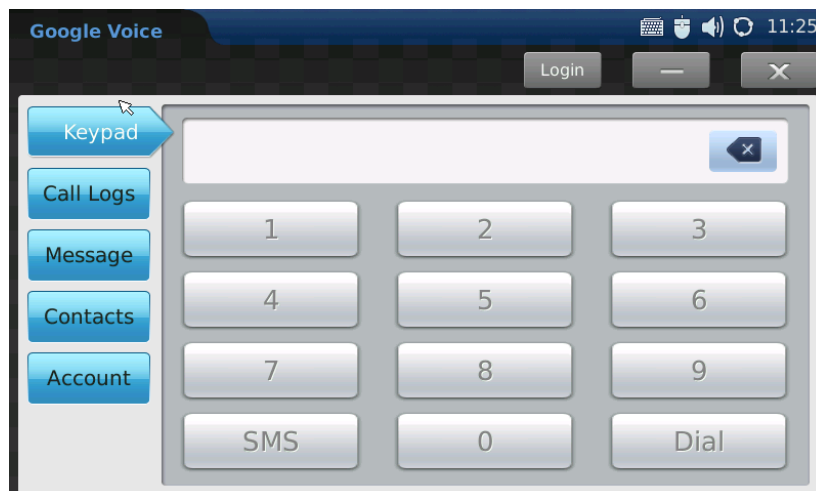 Google Voice 11:25
Login
Keypad
Call Logs
Message
Contacts
Account
1 2 3
4 5 6
7 8 9
SMS 0 Dial